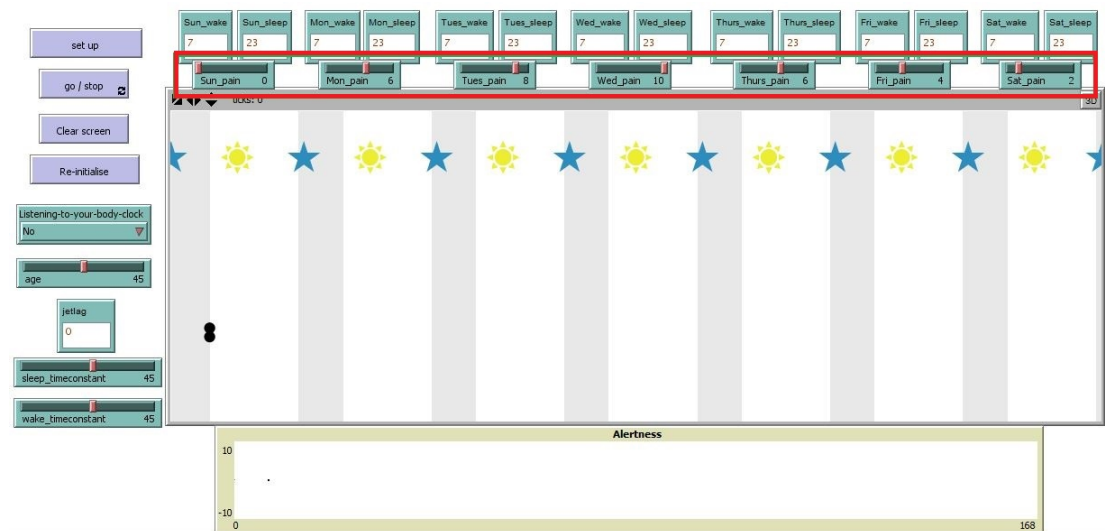 Sun_wake Sun_sleep Mon_wake Mon_sleep Tues_wake Tues_sleep Wed_wake Wed_sleep Thurs_wake Thurs_sleep Fri_wake Fri_sleep Sat_wake Sat_sleep
7 23 7 23 7 23 7 23 7 23 7 23 7 23
Sun_pain 0 Mon_pain 6 Tues_pain 8 Wed_pain 10 Thurs_pain 6 Fri_pain 4 Sat_pain 2
set up
go / stop
ticks: 0 3D
Clear screen
Re-initialise
Listening-to-your-body-clock
No
age 45
jetlag
0
sleep_timeconstant 45
wake_timeconstant 45
Alertness
10
-10
0 168